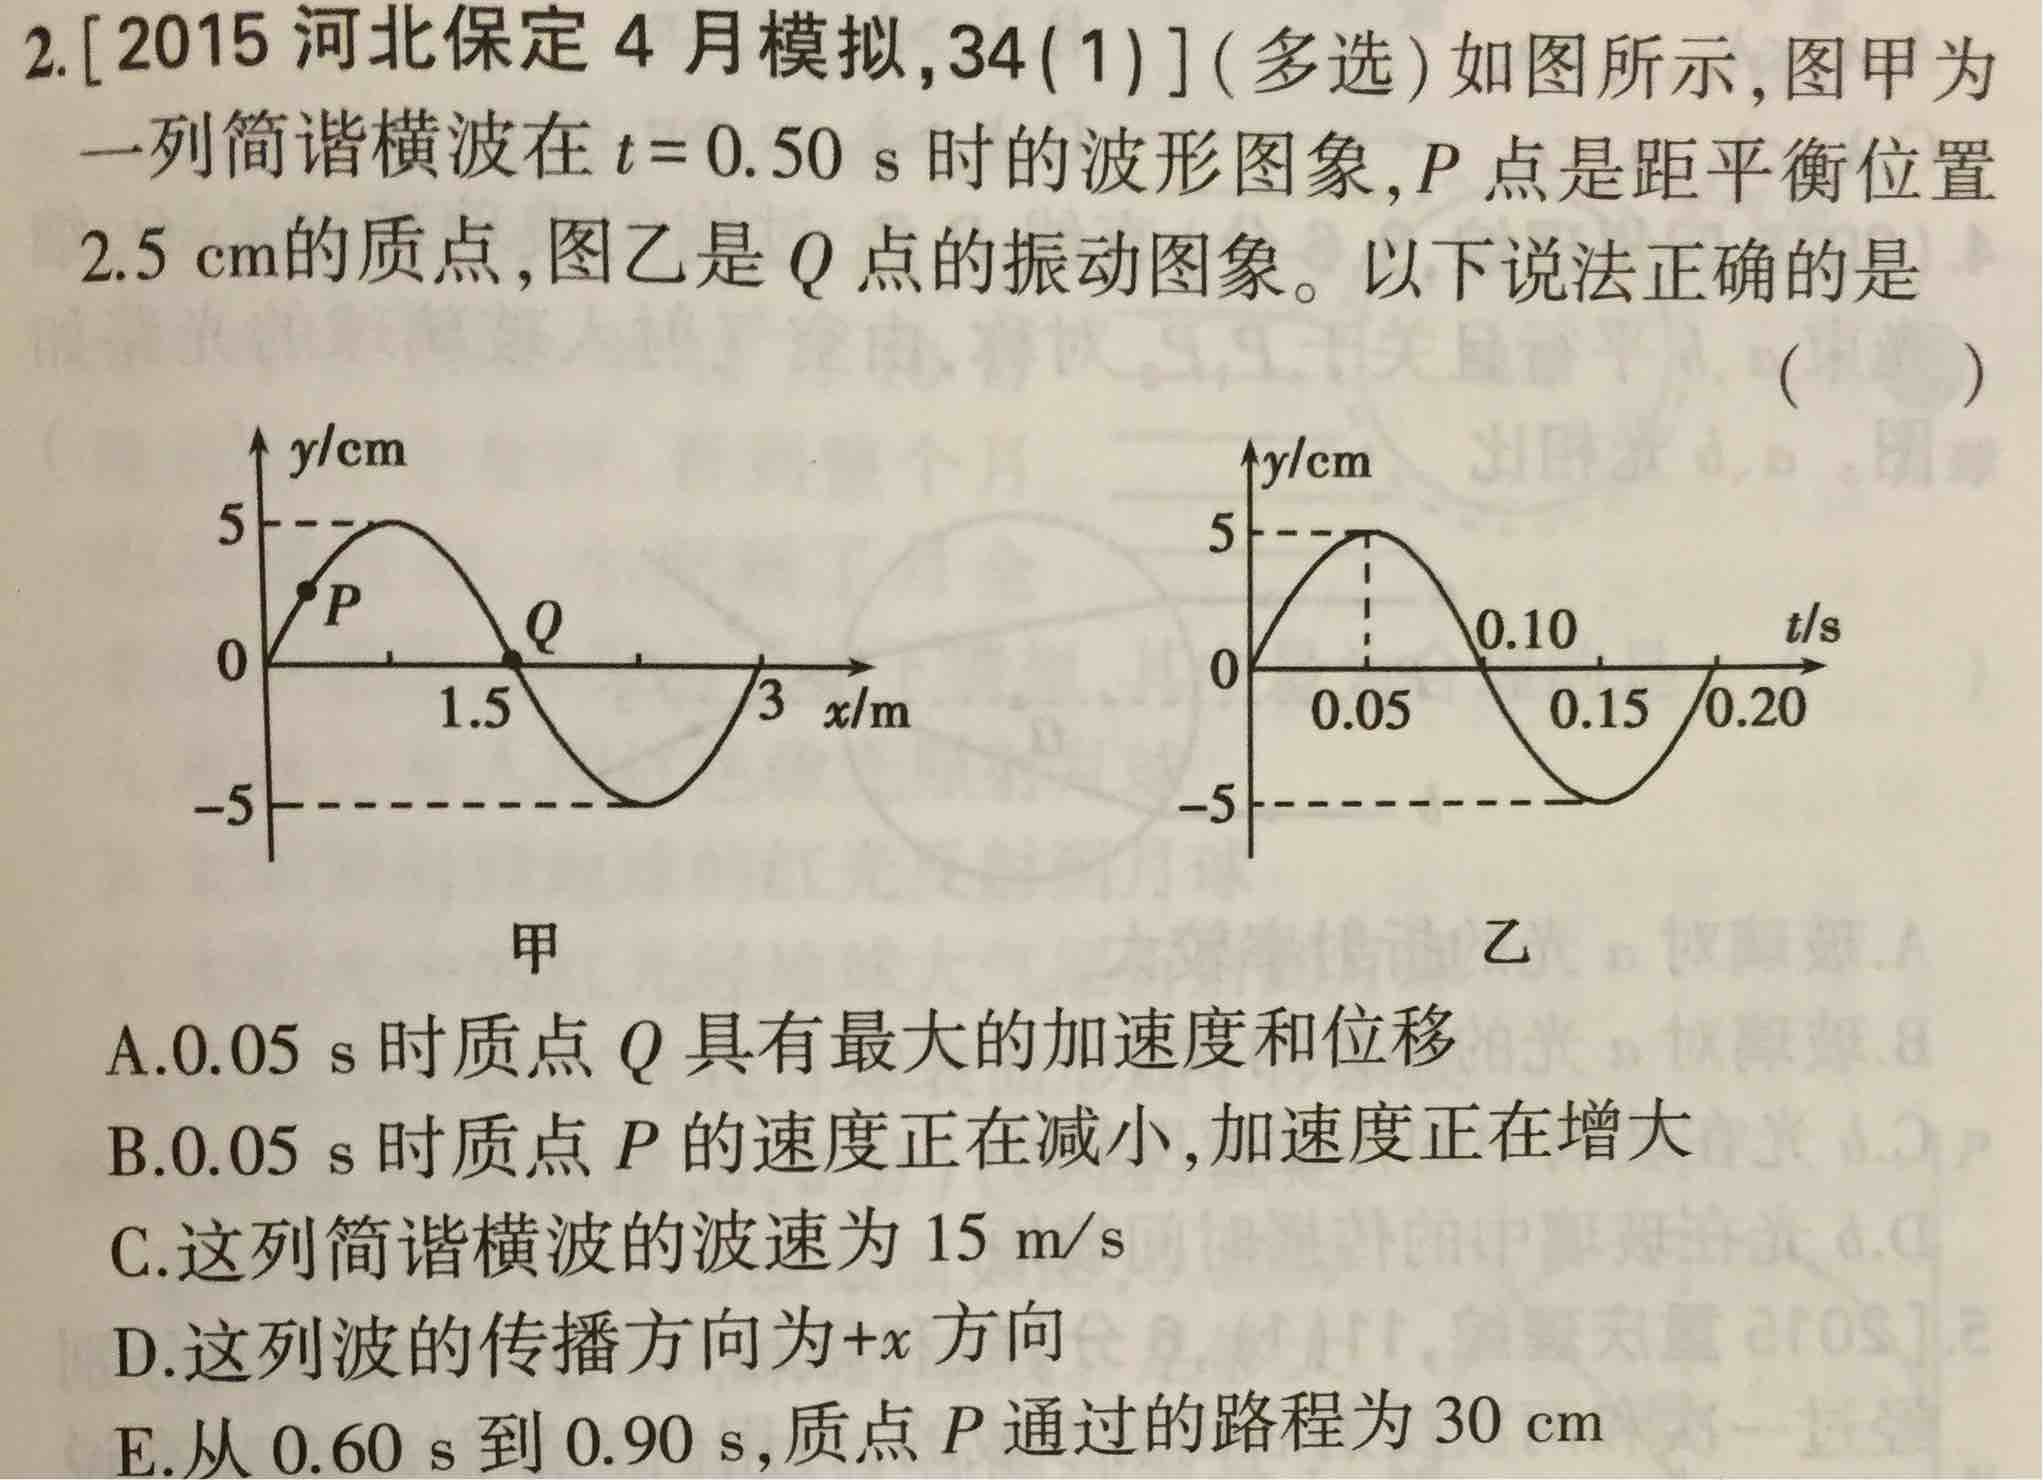 2.[2015 河北保定 4 月模拟,34(1)](多选)如图所示,图甲为
一列简谐横波在 t=0.50 s 时的波形图象,P 点是距平衡位置
2.5 cm的质点,图乙是 Q 点的振动图象。以下说法正确的是
( )
y/cm
5
P
Q
0
1.5
3
x/m
-5
甲
y/cm
5
0.10
t/s
0
0.05
0.15
0.20
-5
乙
A.0.05 s 时质点 Q 具有最大的加速度和位移
B.0.05 s 时质点 P 的速度正在减小,加速度正在增大
C.这列简谐横波的波速为 15 m/s
D.这列波的传播方向为+x 方向
E.从 0.60 s 到 0.90 s,质点 P 通过的路程为 30 cm